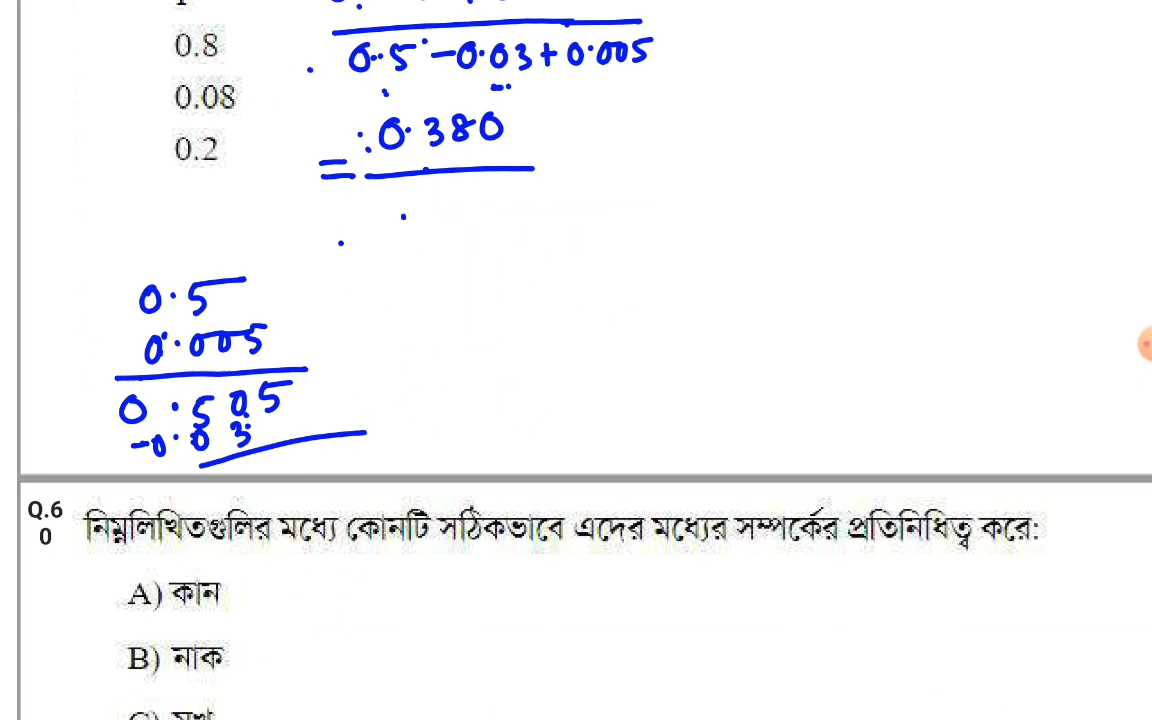 0.8
0.5 - 0.03 + 0.005
0.08
0.380
0.2
=
0.5
0.005
0.505
-0.03
Q.60 নিম্নলিখিতগুলির মধ্যে কোনটি সঠিকভাবে এদের মধ্যের সম্পর্কের প্রতিনিধিত্ব করে:
A) কান
B) নাক